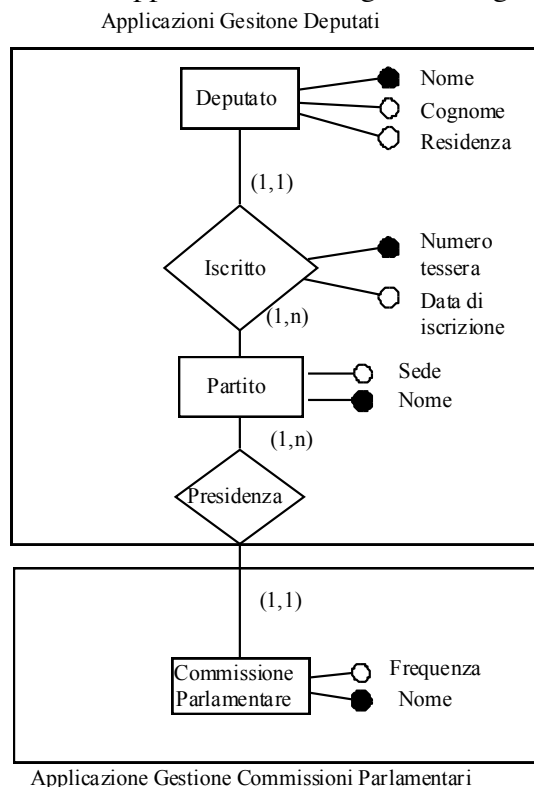 Applicazioni Gesitone Deputati
Deputato
Nome
Cognome
Residenza
(1,1)
Iscritto
Numero
tessera
Data di
iscrizione
(1,n)
Partito
Sede
Nome
(1,n)
Presidenza
(1,1)
Commissione
Parlamentare
Frequenza
Nome
Applicazione Gestione Commissioni Parlamentari